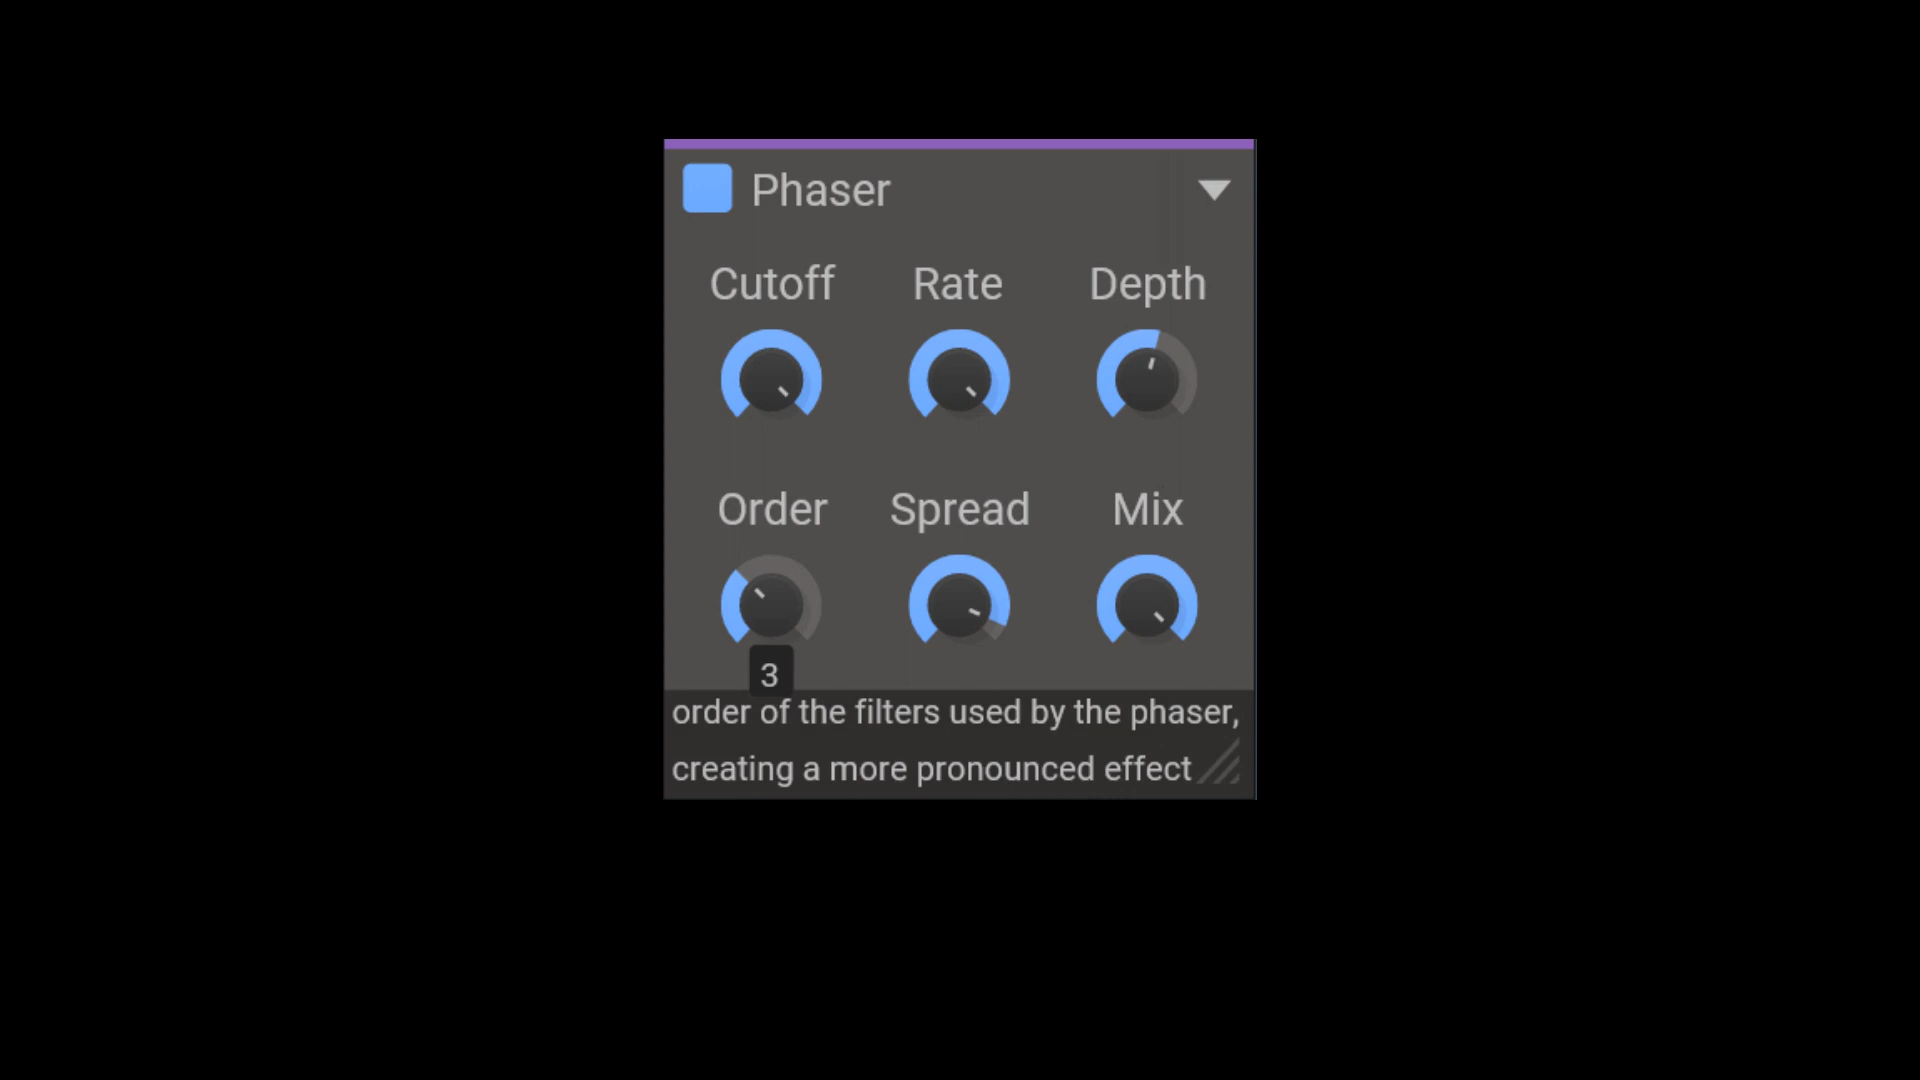 Phaser
Cutoff Rate Depth
Order Spread Mix
3
order of the filters used by the phaser,
creating a more pronounced effect